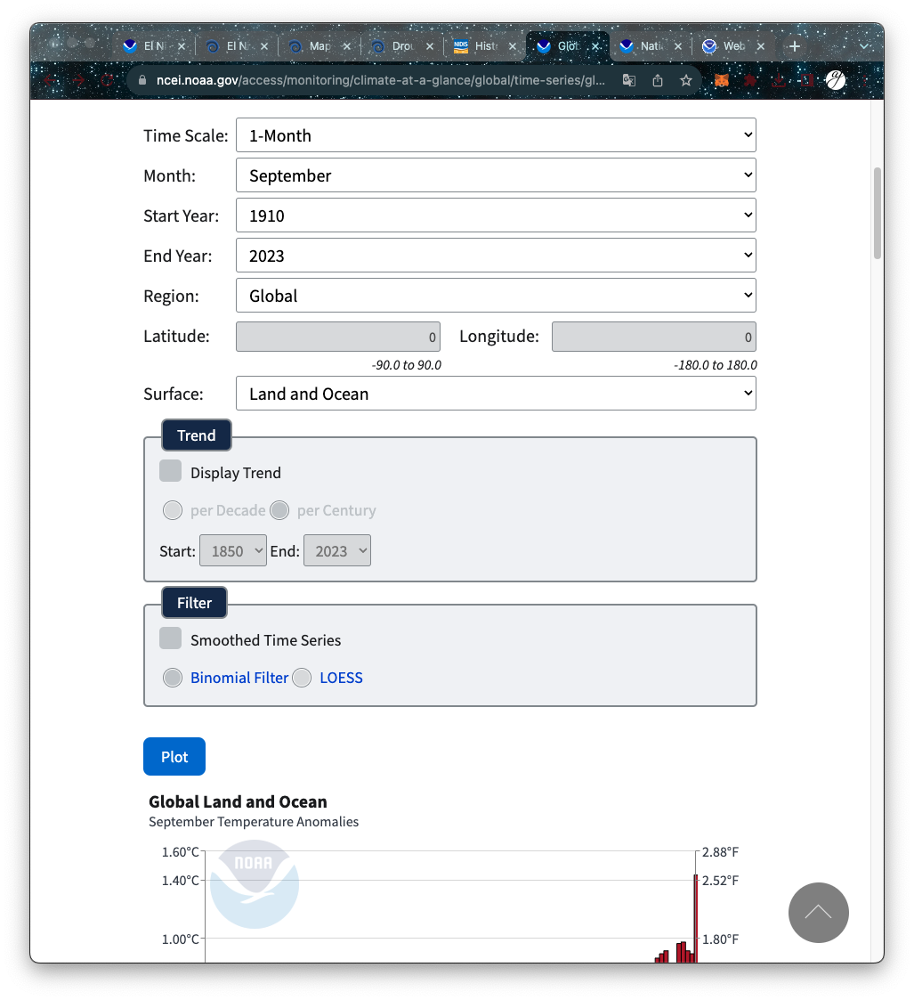 El Ni
El N
Map
Drou
NIDIS
Histo
Glob
Nati
Web
ncei.noaa.gov/access/monitoring/climate-at-a-glance/global/time-series/gl...
Time Scale: 1-Month
Month: September
Start Year: 1910
End Year: 2023
Region: Global
Latitude: 0 Longitude: 0
-90.0 to 90.0 -180.0 to 180.0
Surface: Land and Ocean
Trend
Display Trend
per Decade per Century
Start: 1850 End: 2023
Filter
Smoothed Time Series
Binomial Filter LOESS
Plot
Global Land and Ocean
September Temperature Anomalies
1.60°C 2.88°F
NOAA
1.40°C 2.52°F
1.00°C 1.80°F